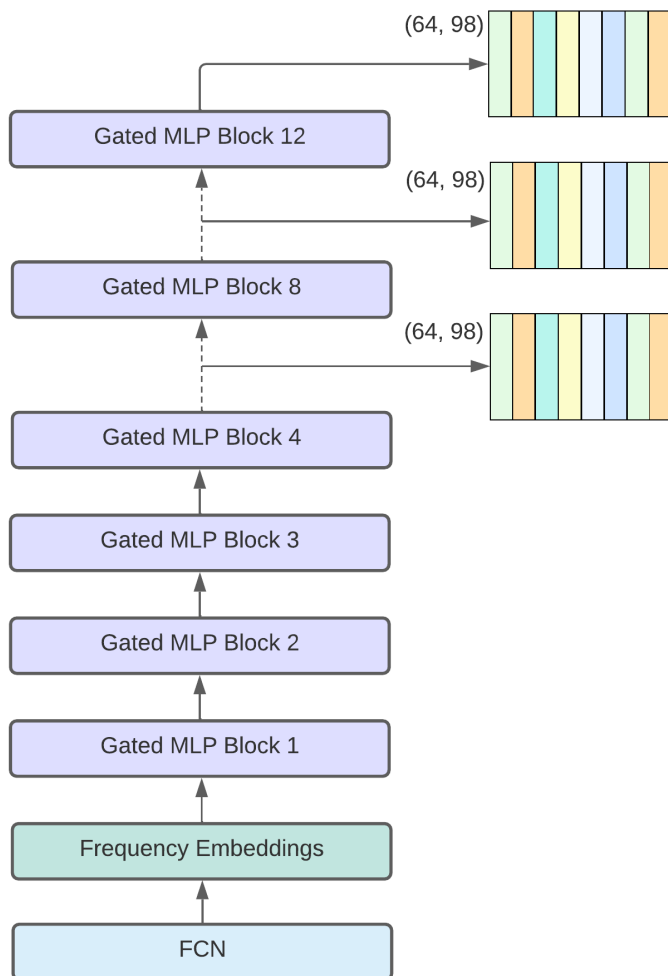 (64, 98)
Gated MLP Block 12
(64, 98)
Gated MLP Block 8
(64, 98)
Gated MLP Block 4
Gated MLP Block 3
Gated MLP Block 2
Gated MLP Block 1
Frequency Embeddings
FCN